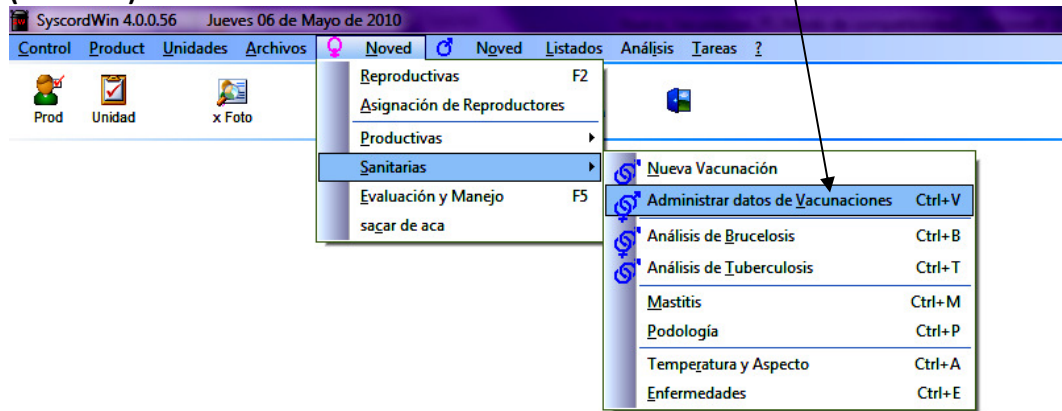 SyscordWin 4.0.0.56 Jueves 06 de Mayo de 2010
Control Product Unidades Archivos Noved Noved Listados Análisis Tareas ?
Prod Unidad x Foto
Reproductivas F2
Asignación de Reproductores
Productivas
Sanitarias
Evaluación y Manejo F5
saçar de aca
Nueva Vacunación
Administrar datos de Vacunaciones Ctrl+V
Análisis de Brucelosis Ctrl+B
Análisis de Tuberculosis Ctrl+T
Mastitis Ctrl+M
Podología Ctrl+P
Temperatura y Aspecto Ctrl+A
Enfermedades Ctrl+E